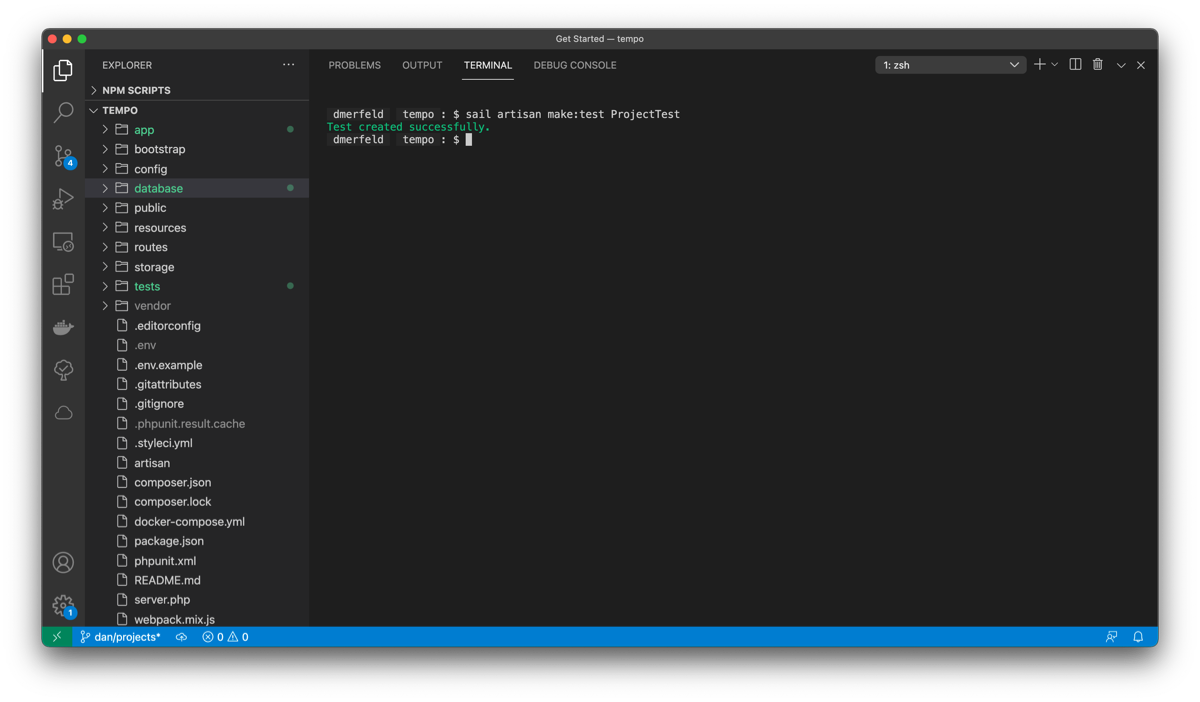 Get Started — tempo
EXPLORER
NPM SCRIPTS
TEMPO
app
bootstrap
config
database
public
resources
routes
storage
tests
vendor
.editorconfig
.env
.env.example
.gitattributes
.gitignore
.phpunit.result.cache
.styleci.yml
artisan
composer.json
composer.lock
docker-compose.yml
package.json
phpunit.xml
README.md
server.php
webpack.mix.js
4
1
PROBLEMS OUTPUT TERMINAL DEBUG CONSOLE 1: zsh
dmerfeld tempo : $ sail artisan make:test ProjectTest
Test created successfully.
dmerfeld tempo : $
dan/projects* 0 0